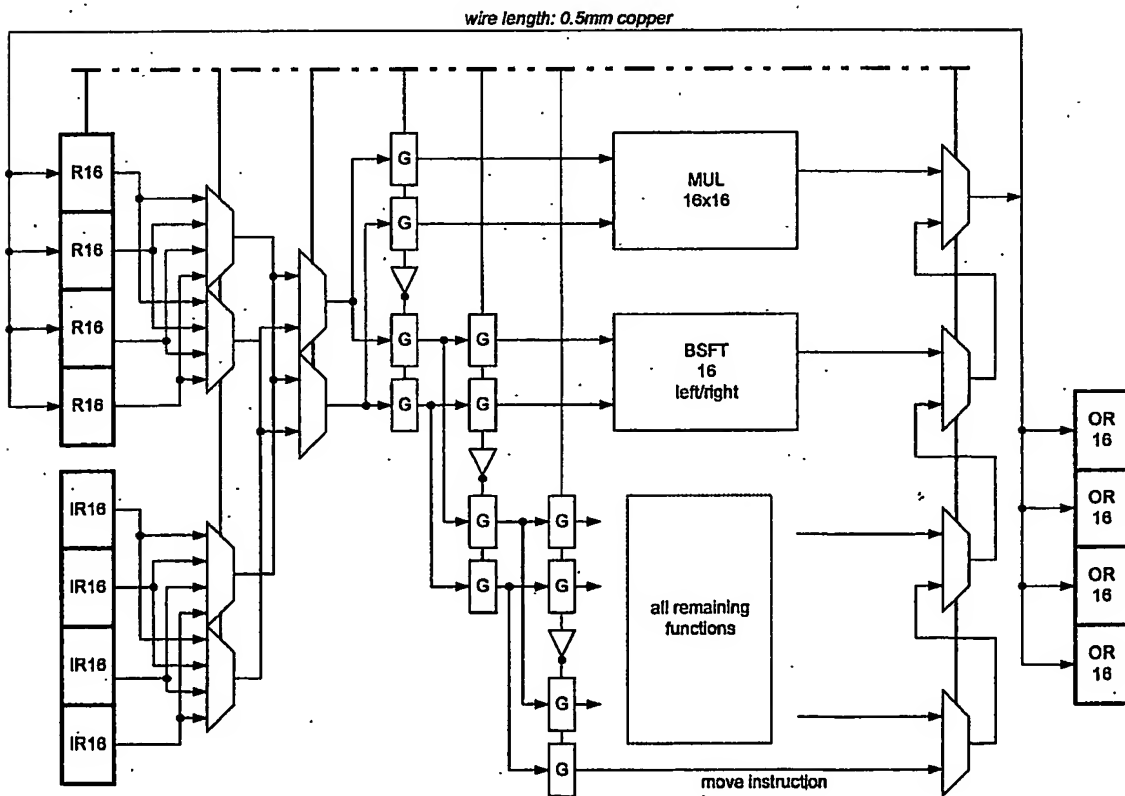 wire length: 0.5mm copper
R16
R16
R16
R16
IR16
IR16
IR16
IR16
G
G
G
G
G
G
G
G
G
G
G
G
MUL
16x16
BSFT
16
left/right
all remaining
functions
move instruction
OR
16
OR
16
OR
16
OR
16